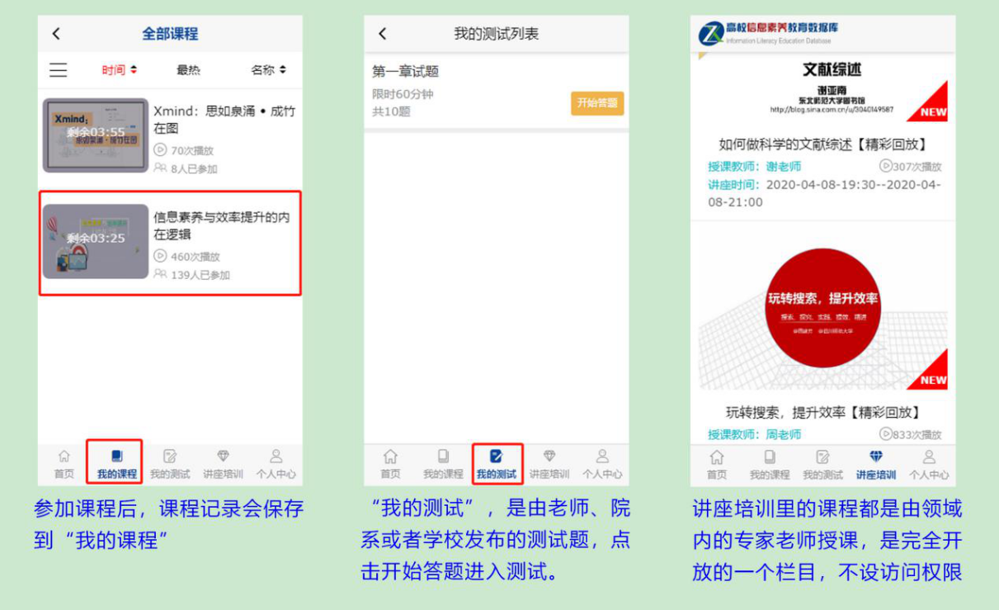 全部课程
时间 最热 名称
Xmind;
剩余03:55
Xmind：思如泉涌 • 成竹
在图
70次播放
8人已参加
剩余03:25
信息素养与效率提升的内
在逻辑
460次播放
139人已参加
首页 我的课程 我的测试 讲座培训 个人中心
参加课程后，课程记录会保存
到“我的课程”
我的测试列表
第一章试题
限时60分钟
共10题
开始答题
首页 我的课程 我的测试 讲座培训 个人中心
“我的测试”，是由老师、院
系或者学校发布的测试题，点
击开始答题进入测试。
高校信息素养教育数据库
Information Literacy Education Database
文献综述
谢亚南
东北师范大学图书馆
http://blog.sina.com.cn/u/3040149587
NEW
如何做科学的文献综述【精彩回放】
授课教师：谢老师 307次播放
讲座时间：2020-04-08-19:30--2020-04-
08-21:00
玩转搜索，提升效率
NEW
玩转搜索，提升效率【精彩回放】
授课教师：周老师 833次播放
首页 我的课程 我的测试 讲座培训 个人中心
讲座培训里的课程都是由领域
内的专家老师授课，是完全开
放的一个栏目，不设访问权限